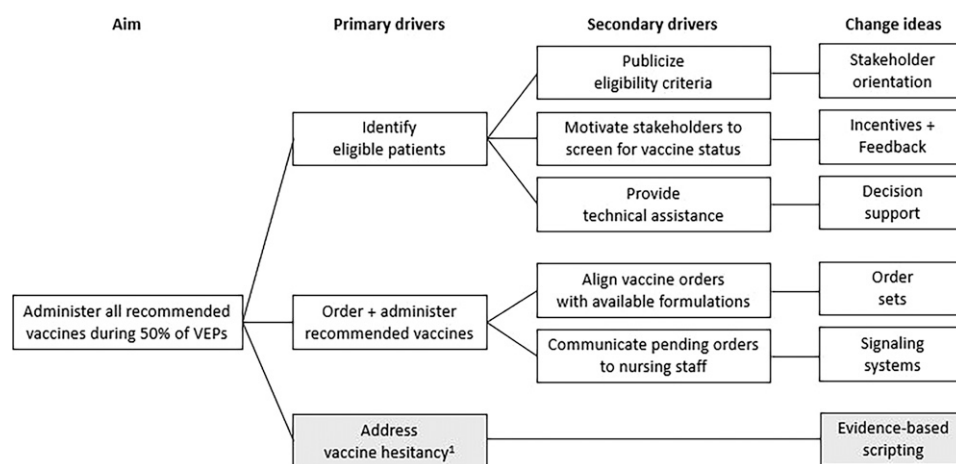 Aim
Primary drivers
Secondary drivers
Change ideas
Publicize
eligibility criteria
Stakeholder
orientation
Identify
eligible patients
Motivate stakeholders to
screen for vaccine status
Incentives +
Feedback
Provide
technical assistance
Decision
support
Administer all recommended
vaccines during 50% of VEPs
Order + administer
recommended vaccines
Align vaccine orders
with available formulations
Order
sets
Communicate pending orders
to nursing staff
Signaling
systems
Address
vaccine hesitancy¹
Evidence-based
scripting